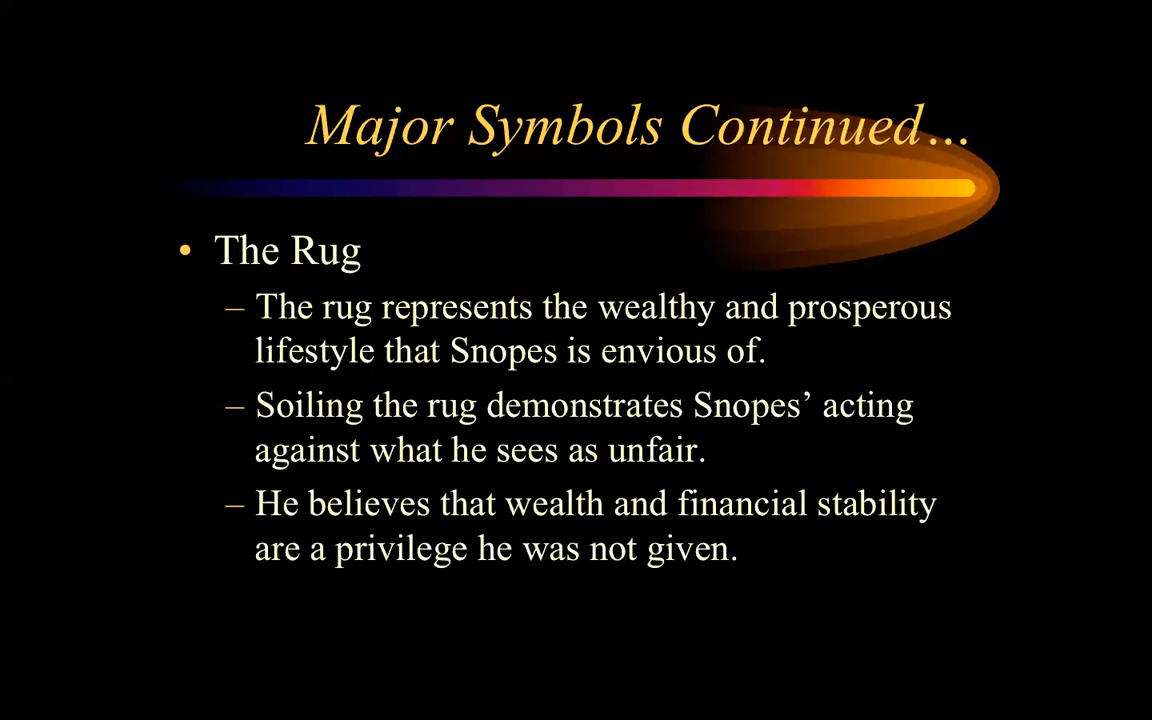 Major Symbols Continued…
• The Rug
– The rug represents the wealthy and prosperous
lifestyle that Snopes is envious of.
– Soiling the rug demonstrates Snopes’ acting
against what he sees as unfair.
– He believes that wealth and financial stability
are a privilege he was not given.